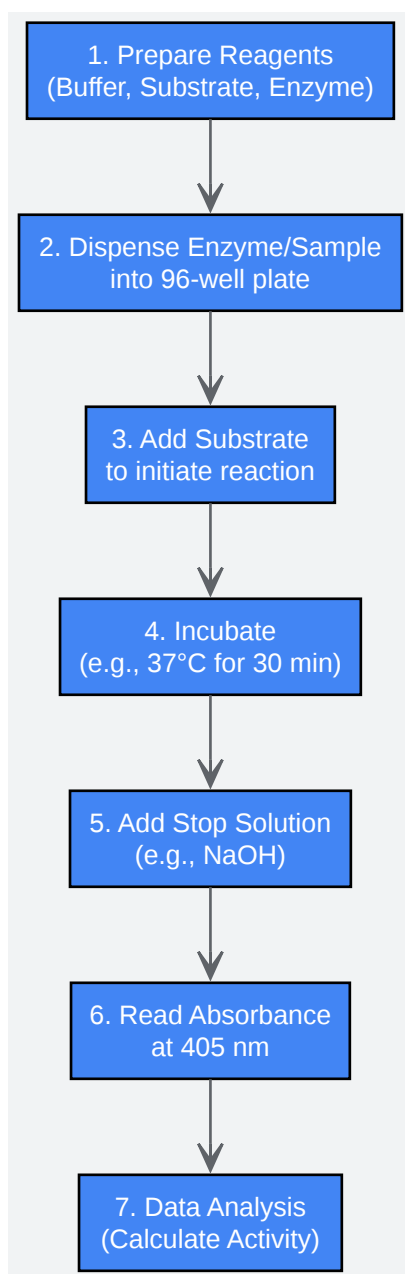 1. Prepare Reagents
(Buffer, Substrate, Enzyme)
2. Dispense Enzyme/Sample
into 96-well plate
3. Add Substrate
to initiate reaction
4. Incubate
(e.g., 37°C for 30 min)
5. Add Stop Solution
(e.g., NaOH)
6. Read Absorbance
at 405 nm
7. Data Analysis
(Calculate Activity)